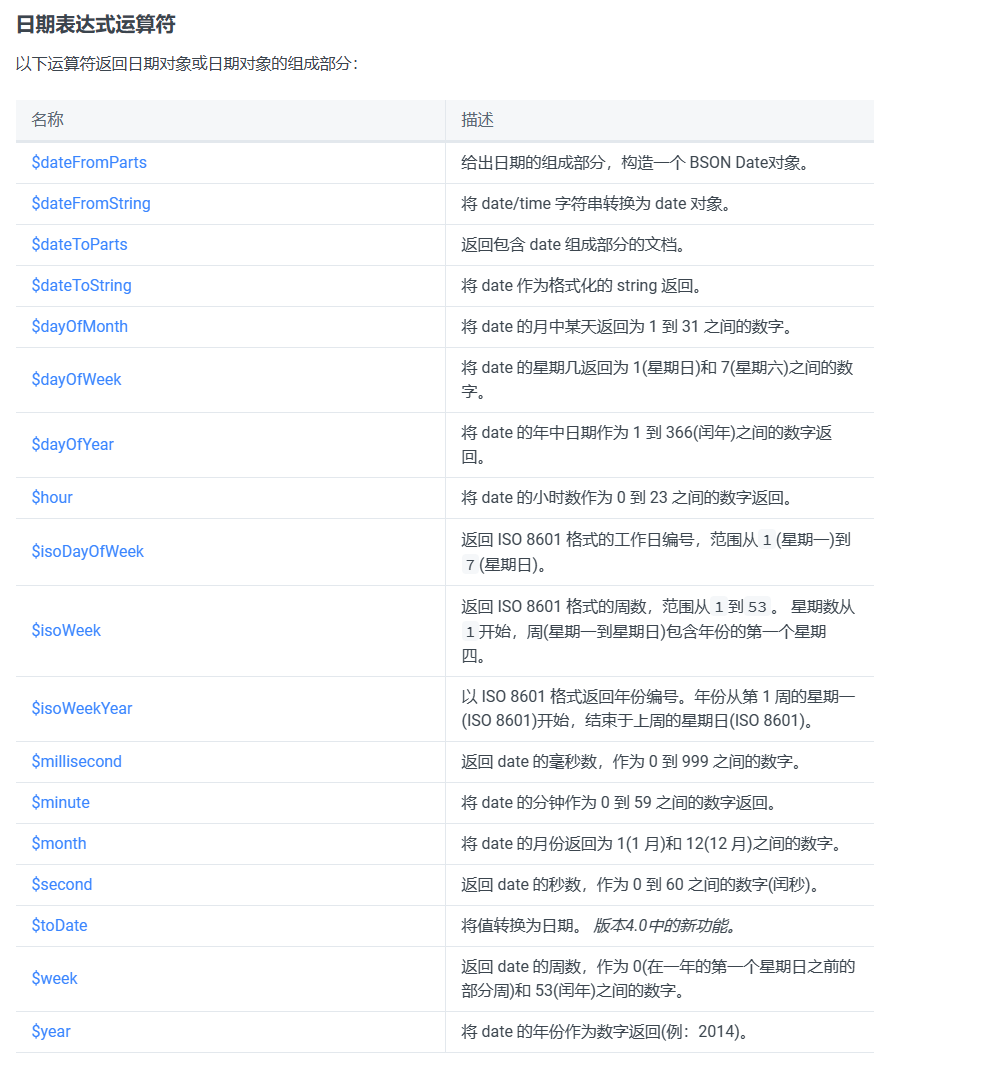 日期表达式运算符
以下运算符返回日期对象或日期对象的组成部分：
名称 描述
$dateFromParts 给出日期的组成部分，构造一个 BSON Date对象。
$dateFromString 将 date/time 字符串转换为 date 对象。
$dateToParts 返回包含 date 组成部分的文档。
$dateToString 将 date 作为格式化的 string 返回。
$dayOfMonth 将 date 的月中某天返回为 1 到 31 之间的数字。
$dayOfWeek 将 date 的星期几返回为 1(星期日)和 7(星期六)之间的数
字。
$dayOfYear 将 date 的年中日期作为 1 到 366(闰年)之间的数字返
回。
$hour 将 date 的小时数作为 0 到 23 之间的数字返回。
$isoDayOfWeek 返回 ISO 8601 格式的工作日编号，范围从 1 (星期一)到
7 (星期日)。
$isoWeek 返回 ISO 8601 格式的周数，范围从 1 到 53 。 星期数从
1 开始，周(星期一到星期日)包含年份的第一个星期
四。
$isoWeekYear 以 ISO 8601 格式返回年份编号。年份从第 1 周的星期一
(ISO 8601)开始，结束于上周的星期日(ISO 8601)。
$millisecond 返回 date 的毫秒数，作为 0 到 999 之间的数字。
$minute 将 date 的分钟作为 0 到 59 之间的数字返回。
$month 将 date 的月份返回为 1(1 月)和 12(12 月)之间的数字。
$second 返回 date 的秒数，作为 0 到 60 之间的数字(闰秒)。
$toDate 将值转换为日期。 版本4.0中的新功能。
$week 返回 date 的周数，作为 0(在一年的第一个星期日之前的
部分周)和 53(闰年)之间的数字。
$year 将 date 的年份作为数字返回(例：2014)。